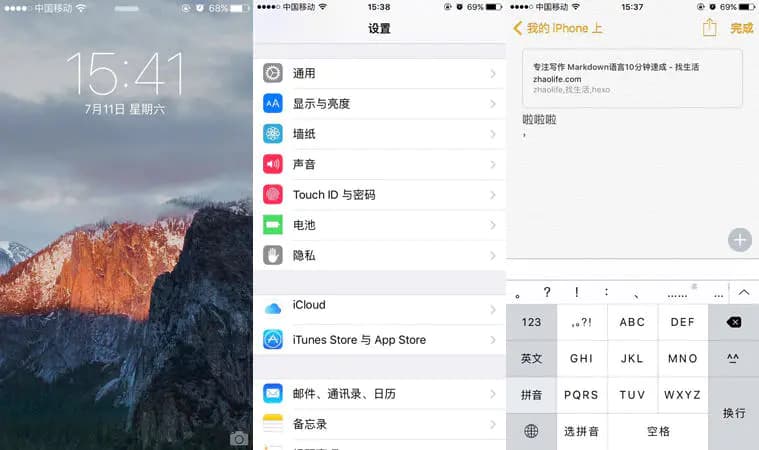 中国移动
68%
15:41
7月11日 星期六
中国移动
15:38
69%
设置
通用
显示与亮度
墙纸
声音
Touch ID 与密码
电池
隐私
iCloud
iTunes Store 与 App Store
邮件、通讯录、日历
备忘录
中国移动
15:37
69%
我的 iPhone 上
完成
专注写作 Markdown语言10分钟速成 - 找生活
zhaolife.com
zhaolife,找生活,hexo
啦啦啦
,
。 ? ! : 、 …… ...
123 ,。?! ABC DEF
英文 GHI JKL MNO ^^
拼音 PQRS TUV WXYZ 换行
选拼音 空格